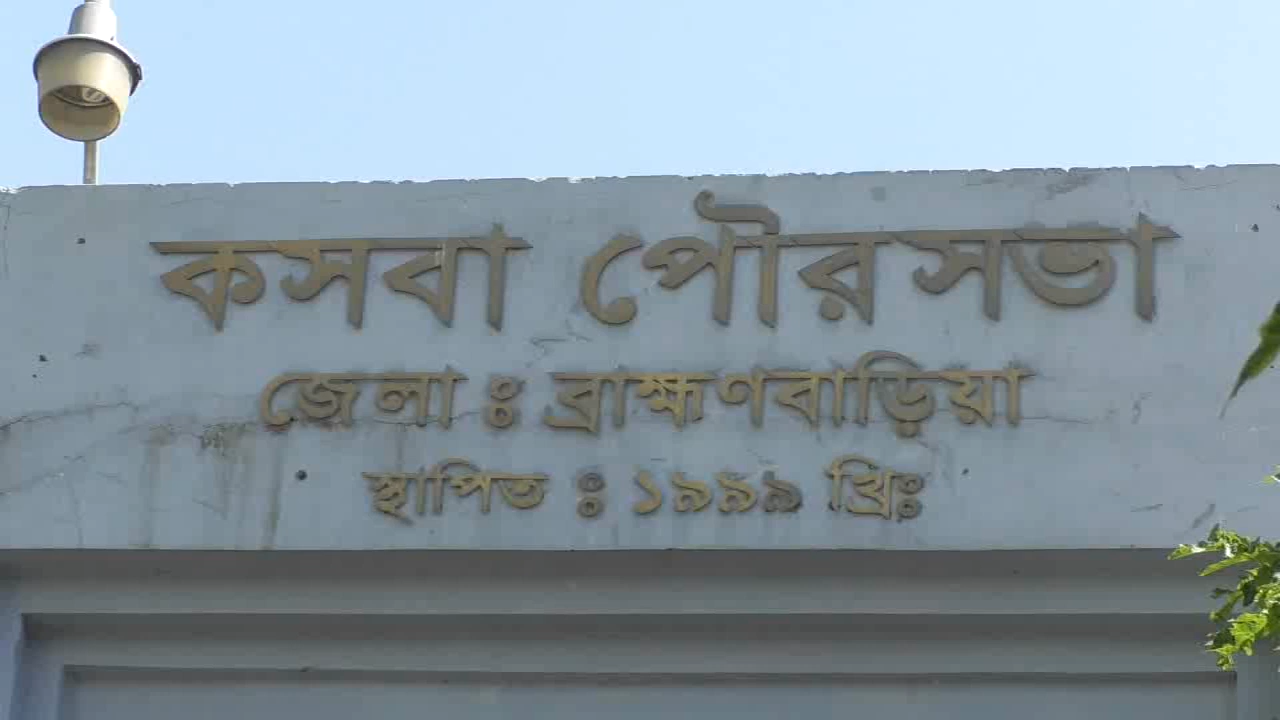 কসবা পৌরসভা
জেলা ঃ ব্রাহ্মণবাড়িয়া
স্থাপিত ঃ ১৯৯৯ খ্রিঃ